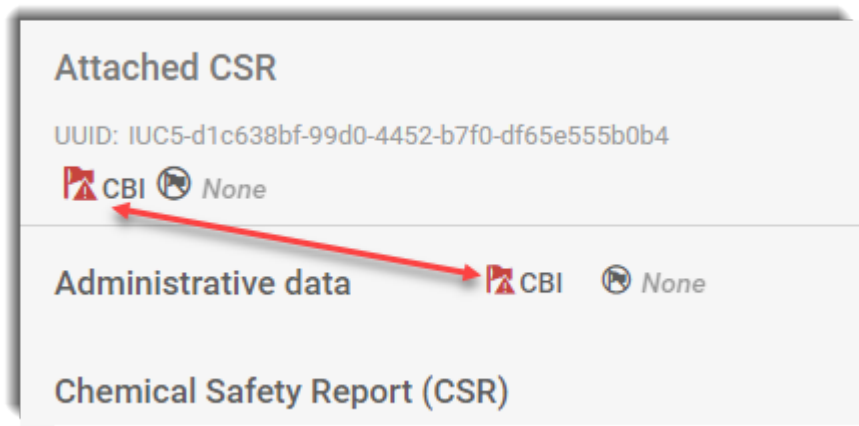 Attached CSR
UUID: IUC5-d1c638bf-99d0-4452-b7f0-df65e555b0b4
CBI None
Administrative data CBI None
Chemical Safety Report (CSR)